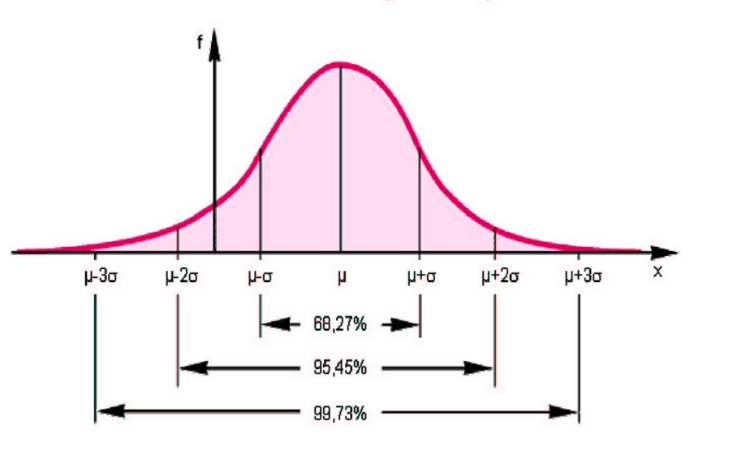 f
μ-3σ μ-2σ μ-σ μ μ+σ μ+2σ μ+3σ x
68,27%
95,45%
99,73%